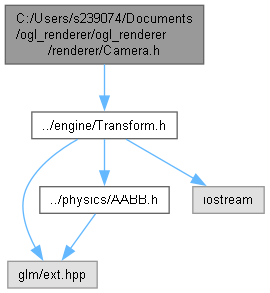 C:/Users/s239074/Documents
/ogl_renderer/ogl_renderer
/renderer/Camera.h
../engine/Transform.h
../physics/AABB.h
iostream
glm/ext.hpp